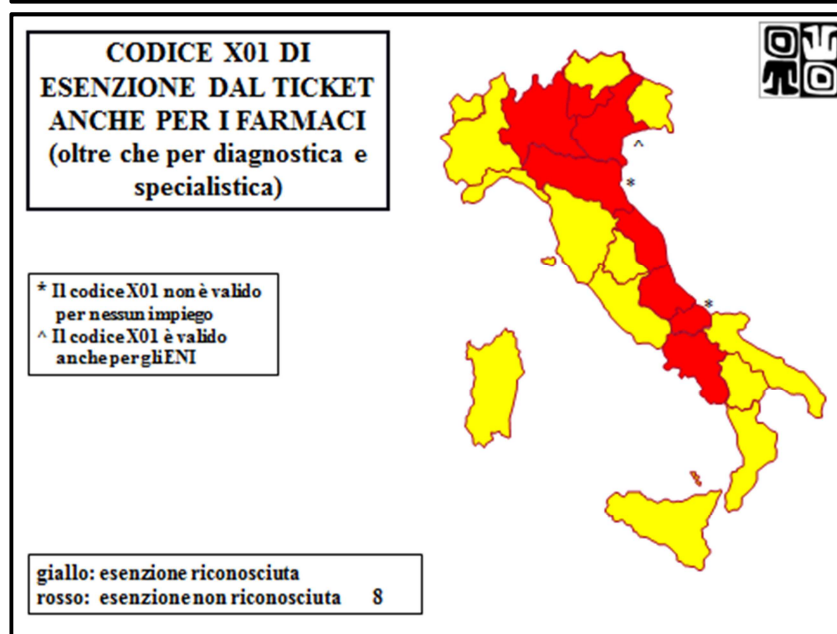 CODICE X01 DI
ESENZIONE DAL TICKET
ANCHE PER I FARMACI
(oltre che per diagnostica e
specialistica)
^
*
* Il codice X01 non è valido
per nessun impiego
^ Il codice X01 è valido
anche per gli ENI
*
giallo: esenzione riconosciuta
rosso: esenzione non riconosciuta 8